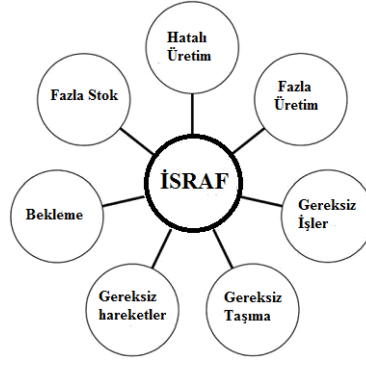 Hatalı
Üretim
Fazla Stok
Fazla
Üretim
İSRAF
Bekleme
Gereksiz
İşler
Gereksiz
hareketler
Gereksiz
Taşıma